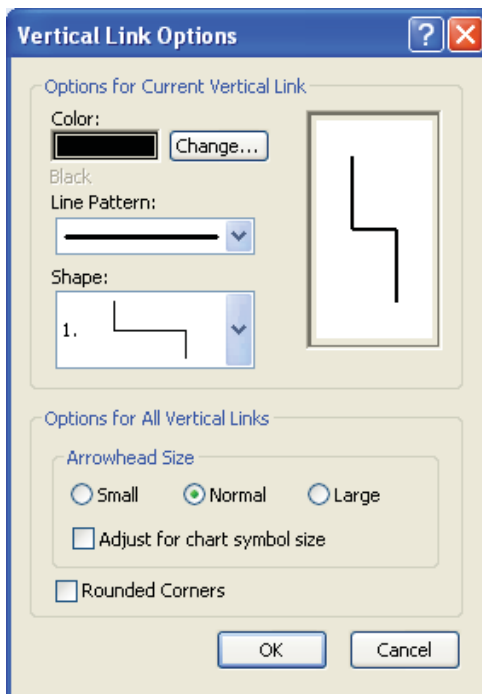 Vertical Link Options
?
Options for Current Vertical Link
Color:
Change...
Black
Line Pattern:
Shape:
1.
Options for All Vertical Links
Arrowhead Size
Small Normal Large
Adjust for chart symbol size
Rounded Corners
OK Cancel